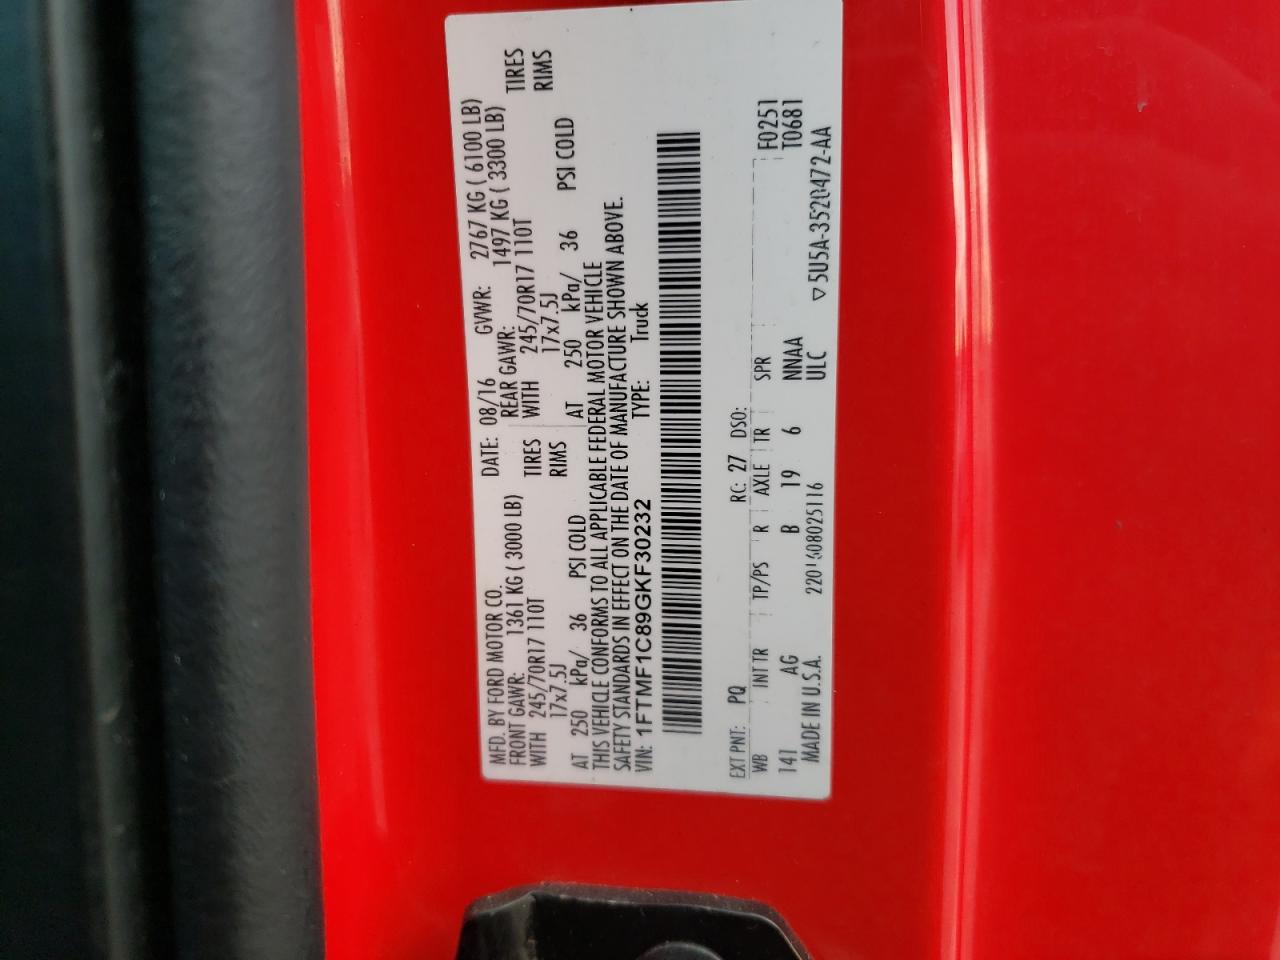 MFD. BY FORD MOTOR CO. DATE: 08/16 GVWR: 2767 KG ( 6100 LB)
FRONT GAWR: 1361 KG ( 3000 LB) REAR GAWR: 1497 KG ( 3300 LB)
WITH 245/70R17 110T TIRES WITH 245/70R17 110T TIRES
17x7.5J RIMS 17x7.5J RIMS
AT 250 kPa/ 36 PSI COLD AT 250 kPa/ 36 PSI COLD
THIS VEHICLE CONFORMS TO ALL APPLICABLE FEDERAL MOTOR VEHICLE
SAFETY STANDARDS IN EFFECT ON THE DATE OF MANUFACTURE SHOWN ABOVE.
VIN: 1FTMF1C89GKF30232 TYPE: Truck
EXT PNT: PQ RC: 27 DSO: F0251
WB INT TR TP/PS R AXLE TR SPR T0681
141 AG B 19 6 NNAA
MADE IN U.S.A. 2201608025116 ULC ▽5U5A-3520472-AA